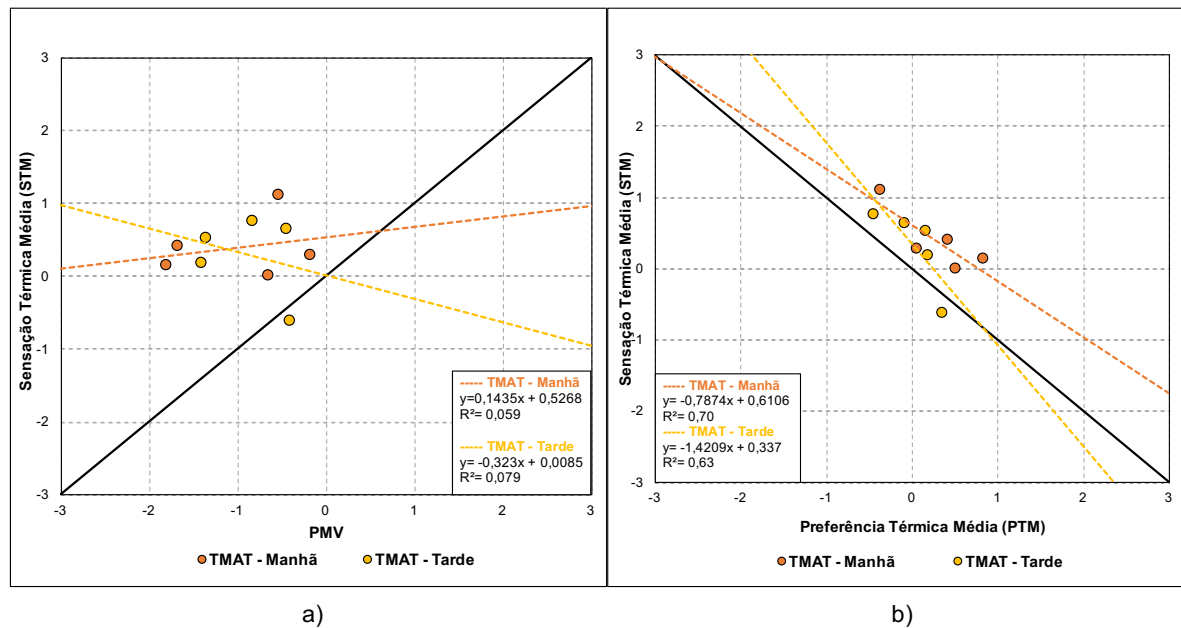 3
2
1
0
-1
-2
-3
Sensação Térmica Média (STM)
-3
-2
-1
0
1
2
3
PMV
----- TMAT - Manhã
y=0,1435x + 0,5268
R²= 0,059
----- TMAT - Tarde
y= -0,323x + 0,0085
R²= 0,079
TMAT - Manhã
TMAT - Tarde
a)
3
2
1
0
-1
-2
-3
Sensação Térmica Média (STM)
-3
-2
-1
0
1
2
3
Preferência Térmica Média (PTM)
----- TMAT - Manhã
y= -0,7874x + 0,6106
R²= 0,70
----- TMAT - Tarde
y= -1,4209x + 0,337
R²= 0,63
TMAT - Manhã
TMAT - Tarde
b)